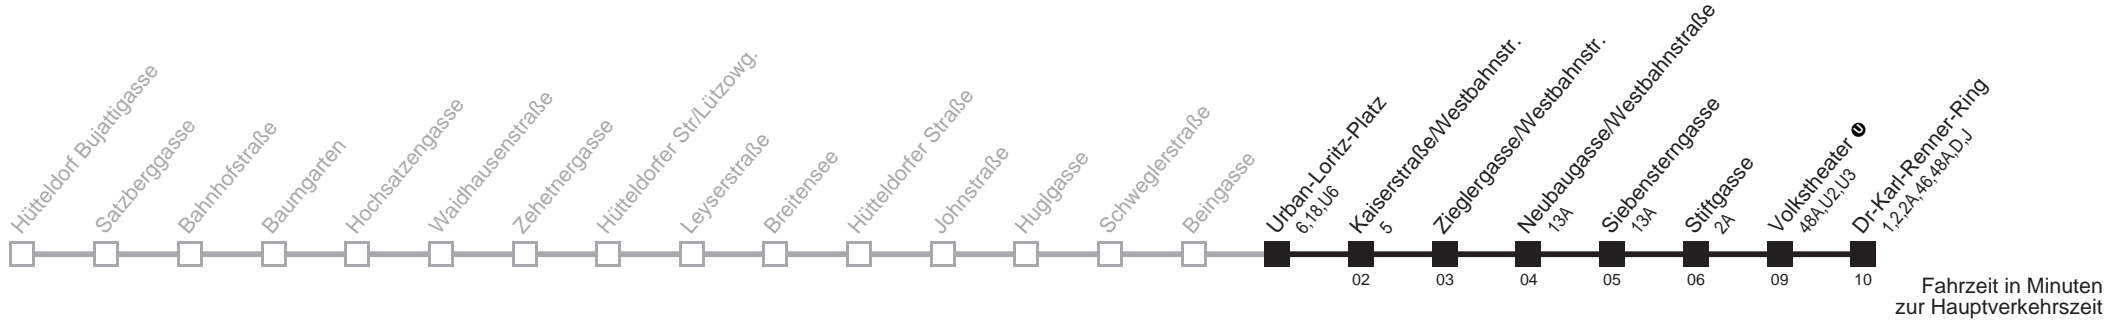 Hütteldorf Bujattigasse
Satzberggasse
Bahnhofstraße
Baumgarten
Hochsatzengasse
Waidhausenstraße
Zehetnergasse
Hütteldorfer Str/Lützowg.
Leyserstraße
Breitensee
Hütteldorfer Straße
Johnstraße
Huglgasse
Schweglerstraße
Beingasse
Urban-Loritz-Platz
6,18,U6
Kaiserstraße/Westbahnstr.
5
Zieglergasse/Westbahnstr.
Neubaugasse/Westbahnstraße
13A
Siebensterngasse
13A
Stiftgasse
2A
Volkstheater U
48A,U2,U3
Dr-Karl-Renner-Ring
1,2,2A,46,48A,D,J
02 03 04 05 06 09 10
Fahrzeit in Minuten
zur Hauptverkehrszeit